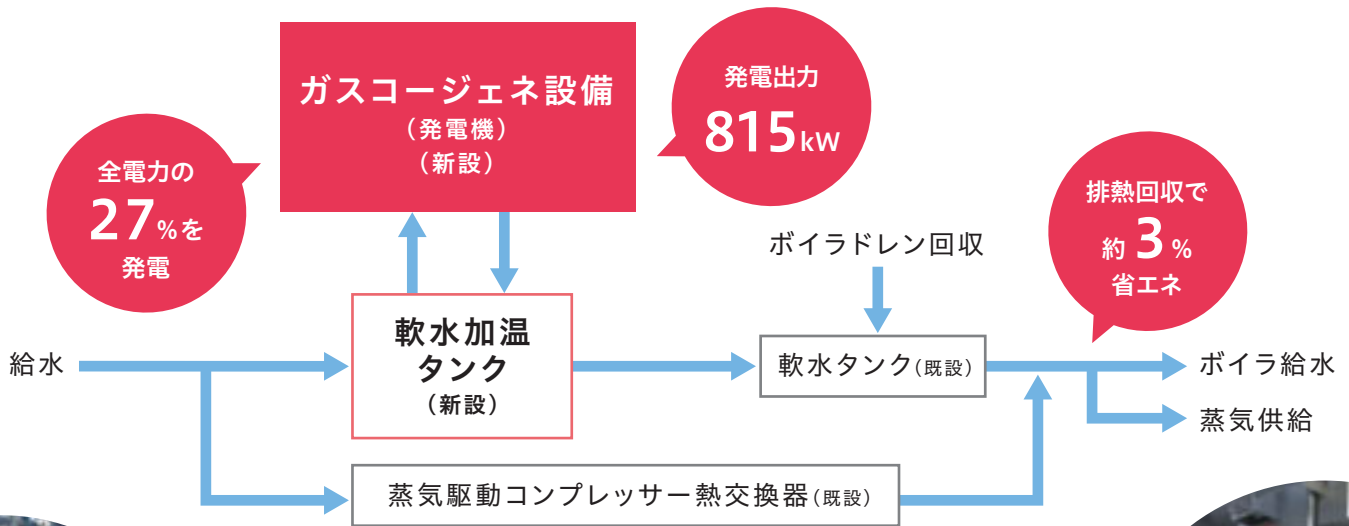 ガスコージェネ設備
（発電機）
（新設）
発電出力
815kW
全電力の
27%を
発電
排熱回収で
約3%
省エネ
ボイラドレン回収
給水
軟水加温
タンク
（新設）
軟水タンク(既設)
ボイラ給水
蒸気供給
蒸気駆動コンプレッサー熱交換器(既設)